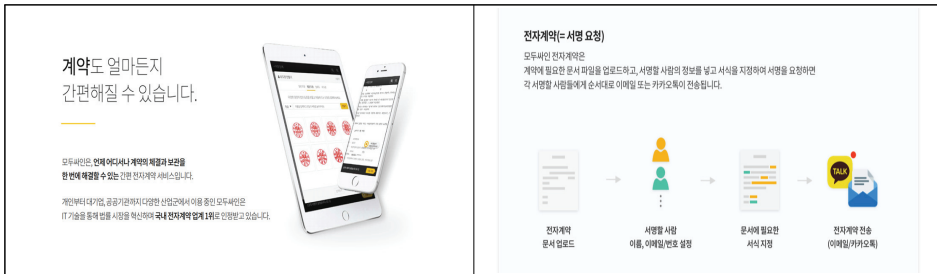 계약도 얼마든지
간편해질 수 있습니다.
모두싸인은, 언제 어디서나 계약의 체결과 보관을
한 번에 해결할 수 있는 간편 전자계약 서비스입니다.
개인부터 대기업, 공공기관까지 다양한 산업군에서 이용 중인 모두싸인은
IT 기술을 통해 법률 시장을 혁신하며 국내 전자계약 업계 1위로 인정받고 있습니다.
전자계약(= 서명 요청)
모두싸인 전자계약은
계약에 필요한 문서 파일을 업로드하고, 서명할 사람의 정보를 넣고 서식을 지정하여 서명을 요청하면
각 서명할 사람들에게 순서대로 이메일 또는 카카오톡이 전송됩니다.
TALK
전자계약
문서 업로드
서명할 사람
이름, 이메일/번호 설정
문서에 필요한
서식 지정
전자계약 전송
(이메일/카카오톡)